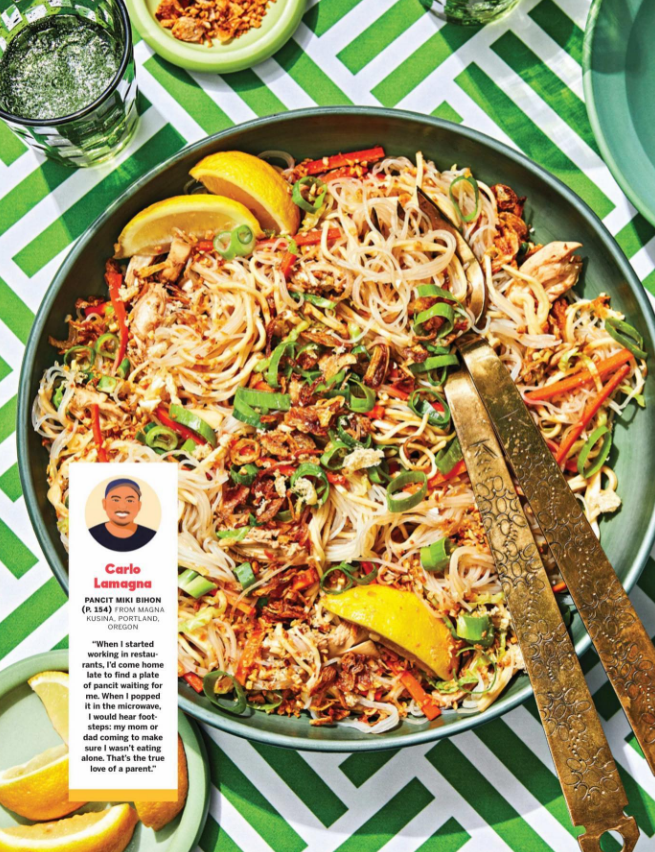 Carlo
Lamagna
PANCIT MIKI BIHON
(P. 154) FROM MAGNA
KUSINA, PORTLAND,
OREGON
“When I started
working in restau-
rants, I’d come home
late to find a plate
of pancit waiting for
me. When I popped
it in the microwave,
I would hear foot-
steps: my mom or
dad coming to make
sure I wasn’t eating
alone. That’s the true
love of a parent.”